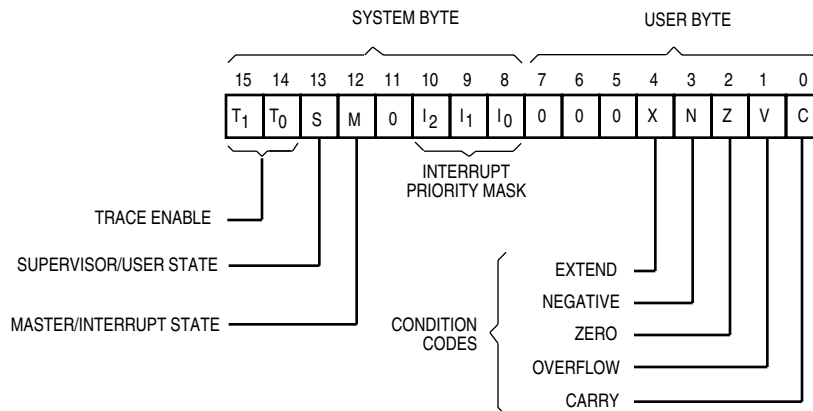 SYSTEM BYTE USER BYTE
15 14 13 12 11 10 9 8 7 6 5 4 3 2 1 0
T1 T0 S M 0 I2 I1 I0 0 0 0 X N Z V C
INTERRUPT
PRIORITY MASK
TRACE ENABLE
SUPERVISOR/USER STATE
MASTER/INTERRUPT STATE
CONDITION
CODES
EXTEND
NEGATIVE
ZERO
OVERFLOW
CARRY